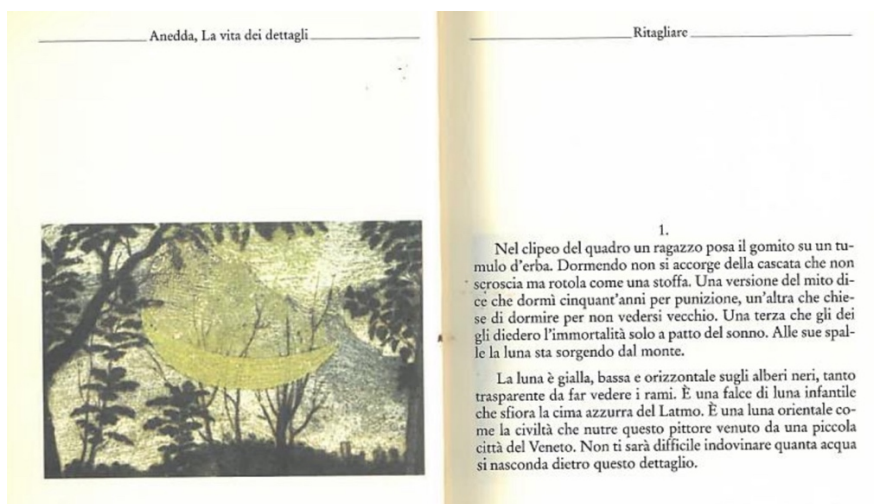 Anedda, La vita dei dettagli
Ritagliare
1.
Nel clipeo del quadro un ragazzo posa il gomito su un tu-
mulo d'erba. Dormendo non si accorge della cascata che non
scroscia ma rotola come una stoffa. Una versione del mito di-
ce che dormì cinquant'anni per punizione, un'altra che chie-
se di dormire per non vedersi vecchio. Una terza che gli dei
gli diedero l'immortalità solo a patto del sonno. Alle sue spal-
le la luna sta sorgendo dal monte.
La luna è gialla, bassa e orizzontale sugli alberi neri, tanto
trasparente da far vedere i rami. È una falce di luna infantile
che sfiora la cima azzurra del Latmo. È una luna orientale co-
me la civiltà che nutre questo pittore venuto da una piccola
città del Veneto. Non ti sarà difficile indovinare quanta acqua
si nasconda dietro questo dettaglio.